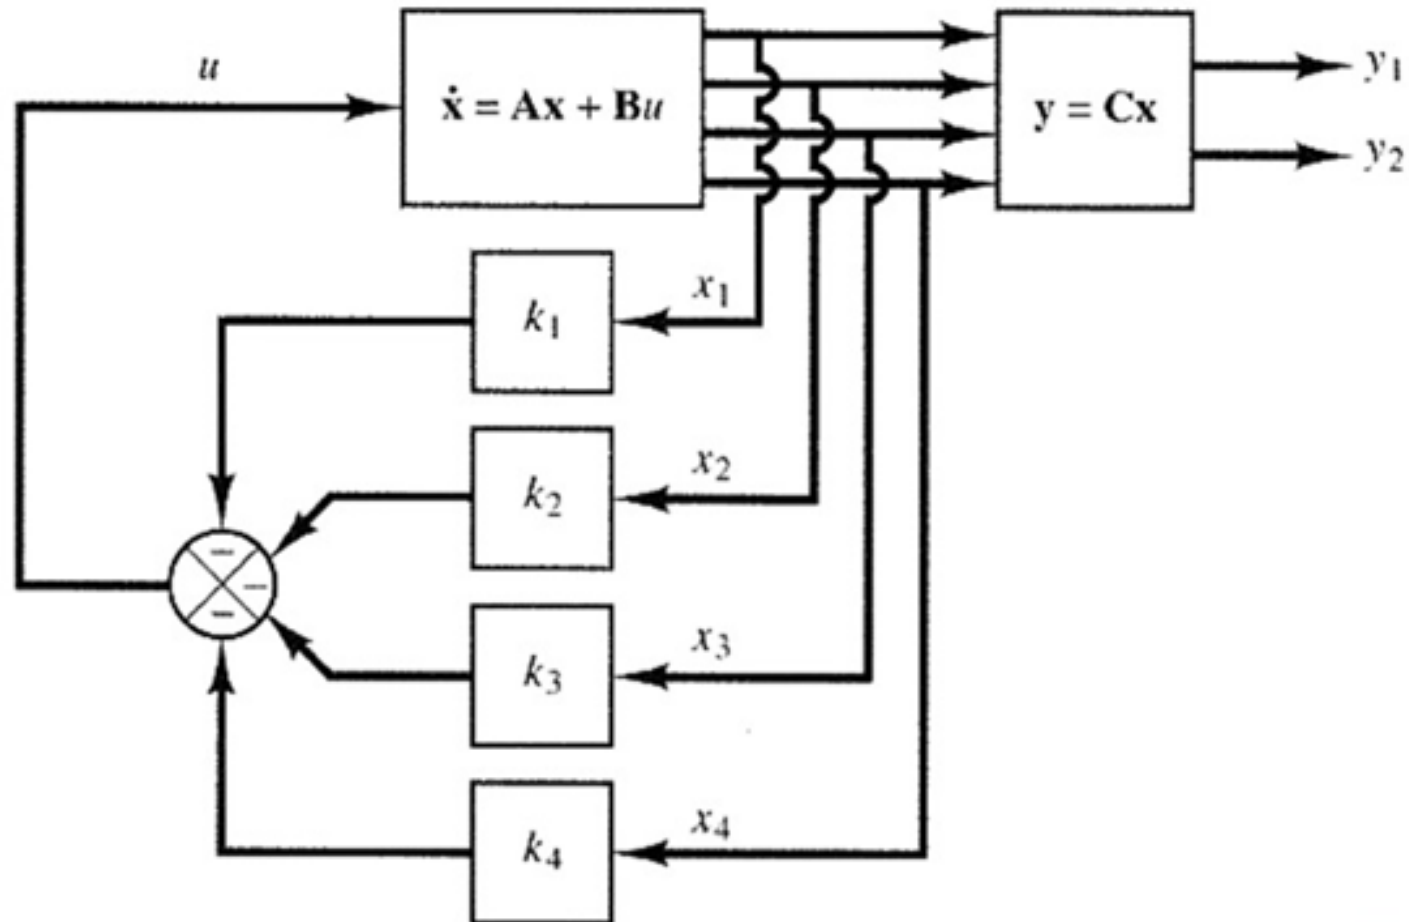 u
ẋ = Ax + Bu
y = Cx
y₁
y₂
k₁
x₁
k₂
x₂
k₃
x₃
k₄
x₄
− − −